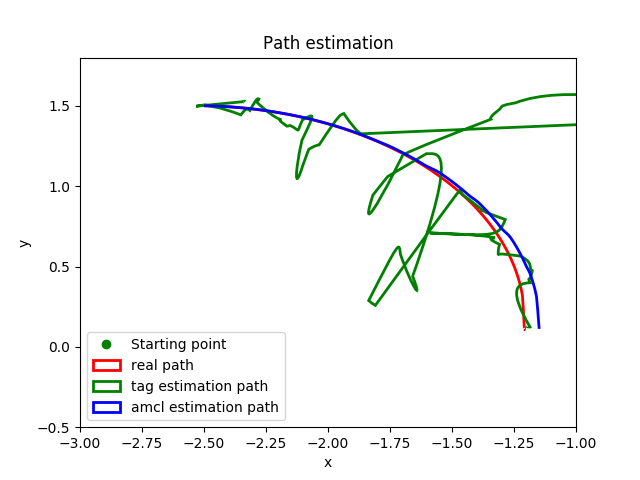 Path estimation
y
1.5
1.0
0.5
0.0
−0.5
Starting point
real path
tag estimation path
amcl estimation path
−3.00 −2.75 −2.50 −2.25 −2.00 −1.75 −1.50 −1.25 −1.00
x